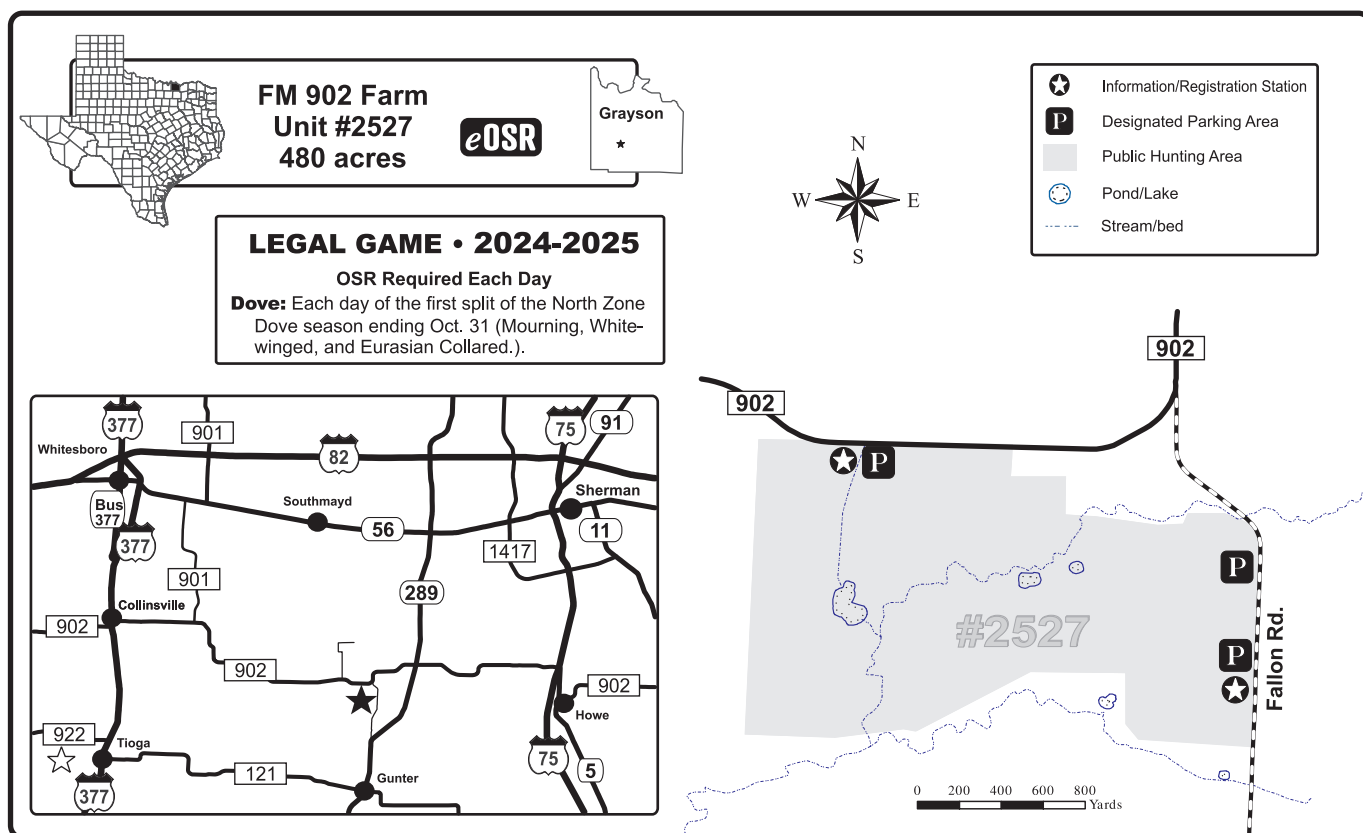 FM 902 Farm
Unit #2527
480 acres
eOSR
Grayson
LEGAL GAME • 2024-2025
OSR Required Each Day
Dove: Each day of the first split of the North Zone
Dove season ending Oct. 31 (Mourning, White-
winged, and Eurasian Collared.).
N
W
E
S
Information/Registration Station
P
Designated Parking Area
Public Hunting Area
Pond/Lake
Stream/bed
377
901
75
91
Whitesboro
82
Bus
377
Southmayd
Sherman
56
11
377
1417
901
289
Collinsville
902
902
902
Howe
922
Tioga
121
75
5
Gunter
377
902
902
P
P
#2527
P
Fallon Rd.
0 200 400 600 800
Yards